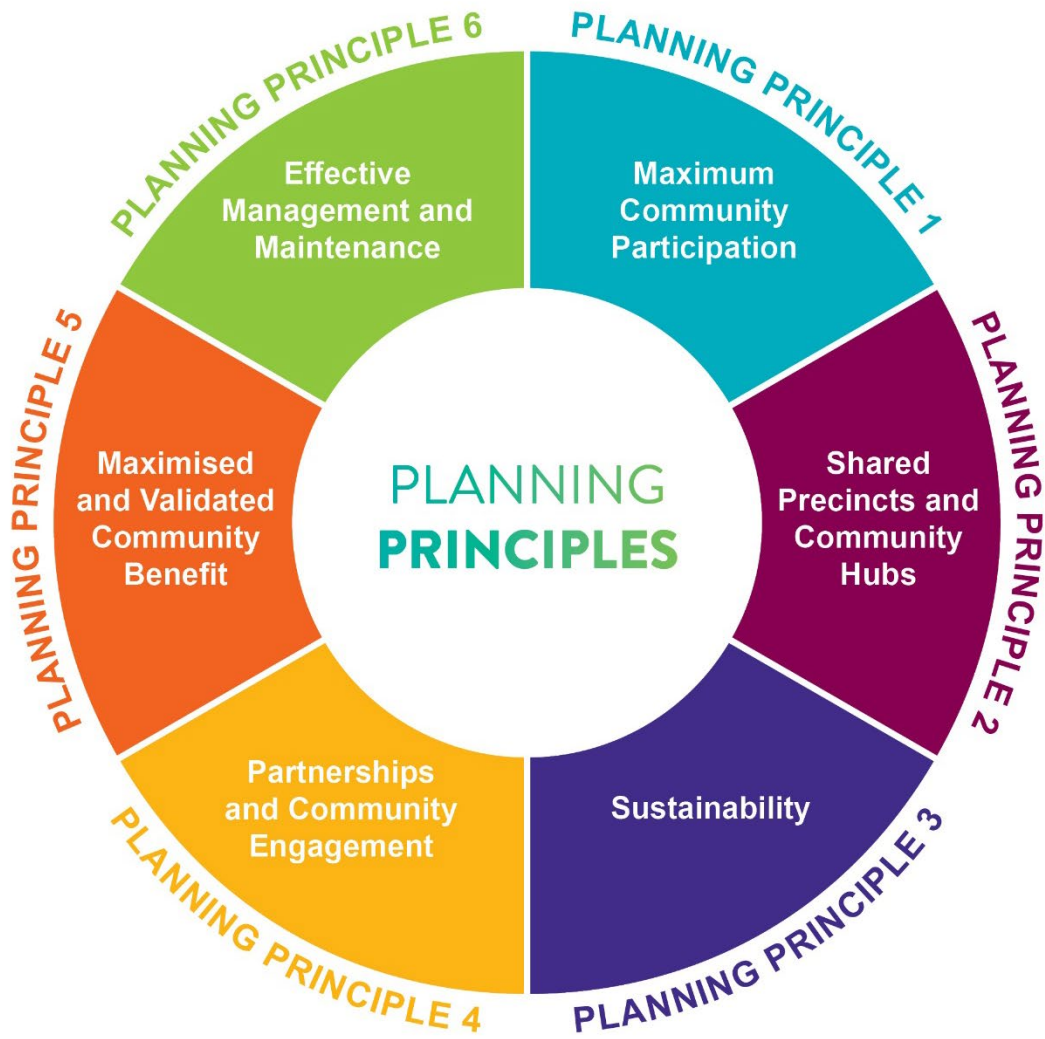 PLANNING
PRINCIPLES
PLANNING PRINCIPLE 1
Maximum
Community
Participation
PLANNING PRINCIPLE 2
Shared
Precincts and
Community
Hubs
PLANNING PRINCIPLE 3
Sustainability
PLANNING PRINCIPLE 4
Partnerships
and Community
Engagement
PLANNING PRINCIPLE 5
Maximised
and Validated
Community
Benefit
PLANNING PRINCIPLE 6
Effective
Management and
Maintenance